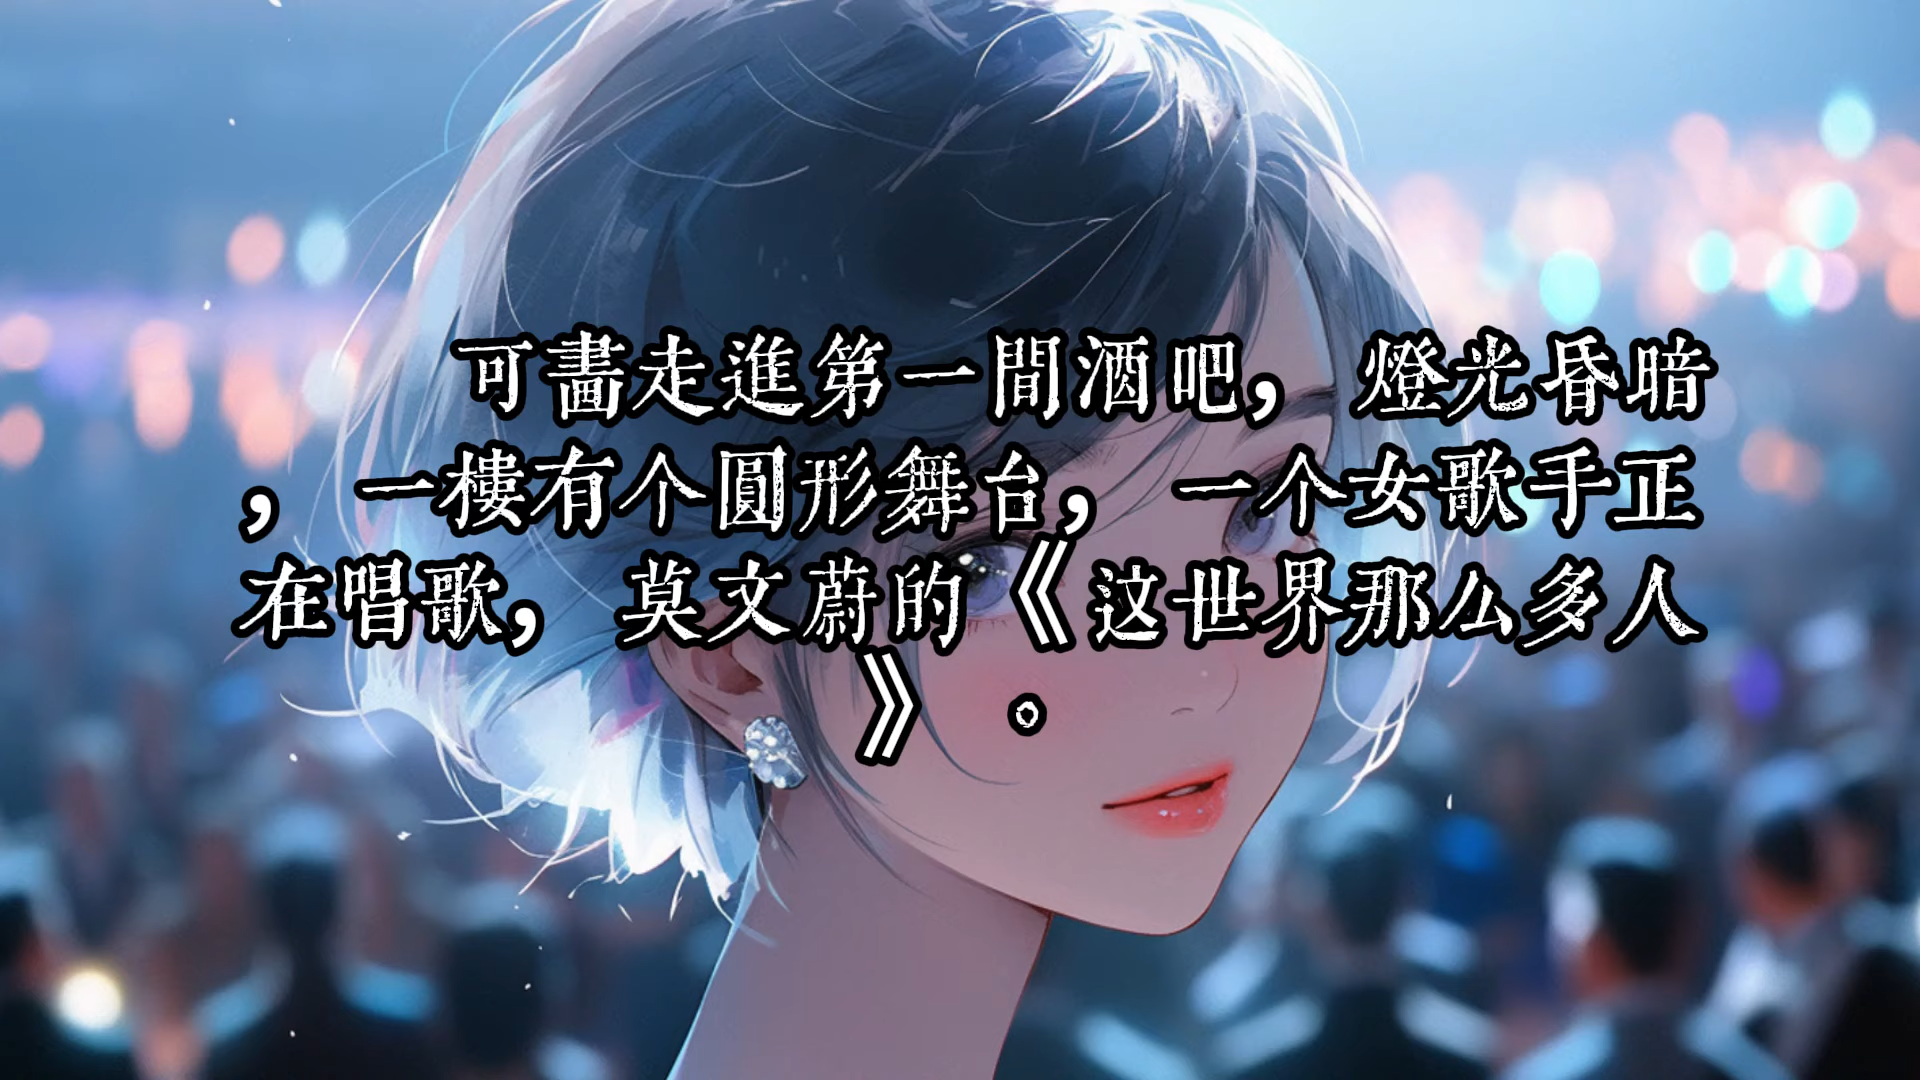 可畵走進第一間酒吧，燈光昏暗
，一樓有个圓形舞台，一个女歌手正
在唱歌，莫文蔚的《这世界那么多人
》。